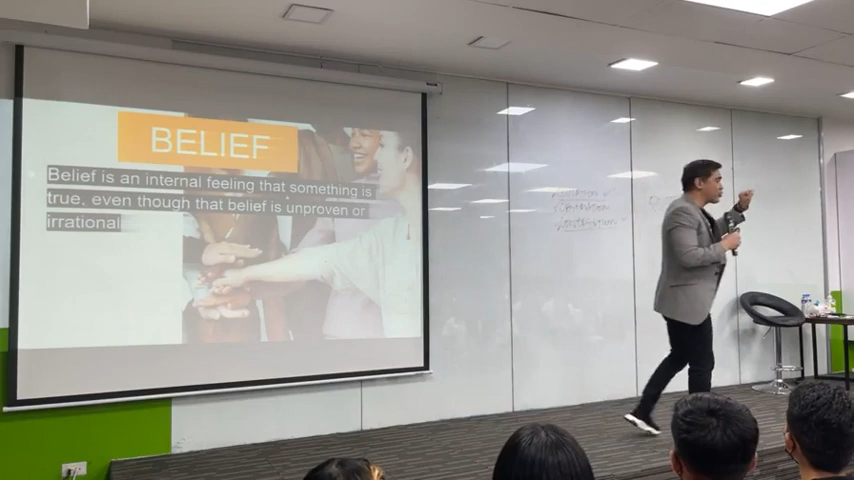 BELIEF
Belief is an internal feeling that something is
true, even though that belief is unproven or
irrational